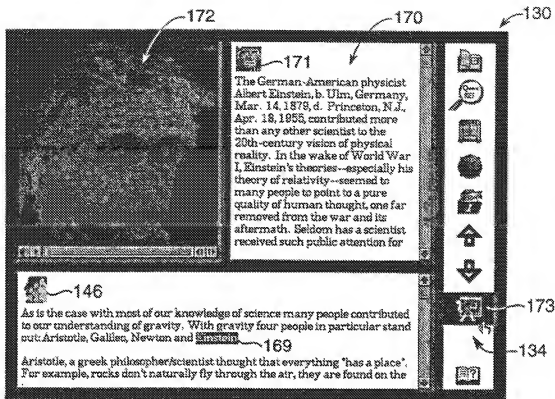 172
170
130
171
The German-American physicist
Albert Einstein, b. Ulm, Germany,
Mar. 14, 1879, d. Princeton, N.J.,
Apr. 18, 1955, contributed more
than any other scientist to the
20th-century vision of physical
reality. In the wake of World War
I, Einstein's theories--especially his
theory of relativity--seemed to
many people to point to a pure
quality of human thought, one far
removed from the war and its
aftermath. Seldom has a scientist
received such public attention for
146
173
As is the case with most of our knowledge of science many people contributed
to our understanding of gravity. With gravity four people in particular stand
out: Aristotle, Galileo, Newton and Einstein
169
134
Aristotle, a greek philosopher/scientist thought that everything "has a place".
For example, rocks don't naturally fly through the air, they are found on the